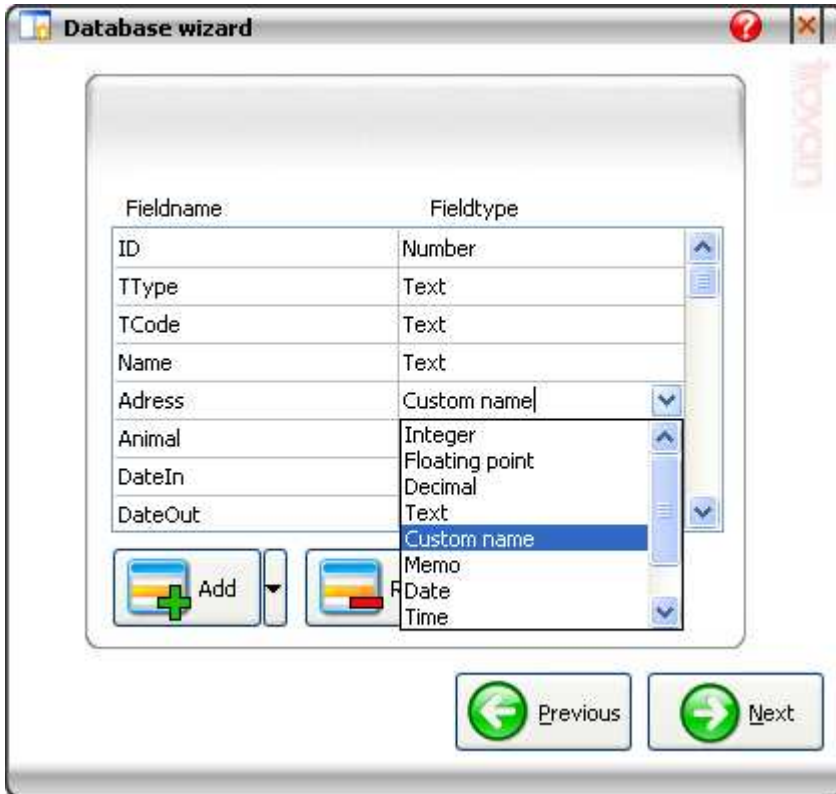 Database wizard
trovan
Fieldname Fieldtype
ID Number
TType Text
TCode Text
Name Text
Adress Custom name
Animal
DateIn
DateOut
Integer
Floating point
Decimal
Text
Custom name
Memo
Date
Time
Add
R
Previous
Next